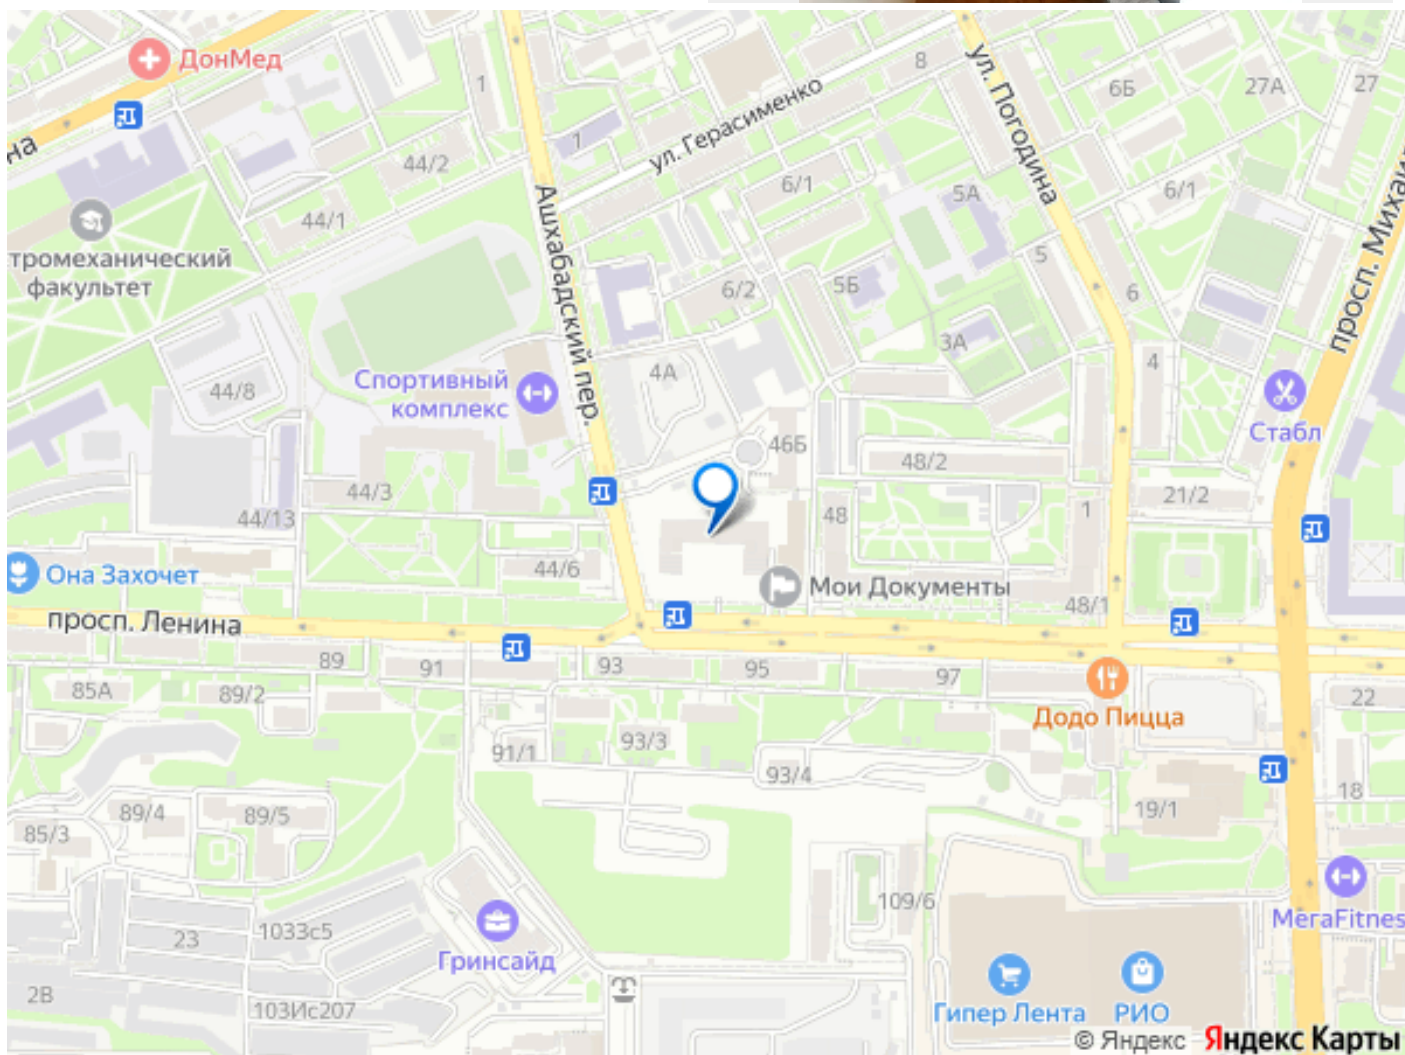 ДонМед
1
8
ул. Погодина
6Б
27А
27
на
44/2
1
ул. Герасименко
6/1
5А
6/1
44/1
Ашхабадский пер.
просп. Михаил
тромеханический
факультет
6/2
5Б
5
6
3А
4
44/8
Спортивный
комплекс
4А
Стабл
46Б
48/2
44/3
21/2
44/13
48
1
Она Захочет
44/6
Мои Документы
48/1
просп. Ленина
89
91
93
95
97
85А
89/2
22
Додо Пицца
91/1
93/3
93/4
18
89/4
89/5
19/1
85/3
109/6
МегаFitnes
23
1033с5
Гринсайд
2В
103Ис207
Гипер Лента
РИО
© Яндекс Яндекс Карты